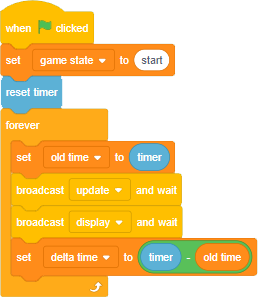 when clicked
set game state to start
reset timer
forever
set old time to timer
broadcast update and wait
broadcast display and wait
set delta time to timer - old time